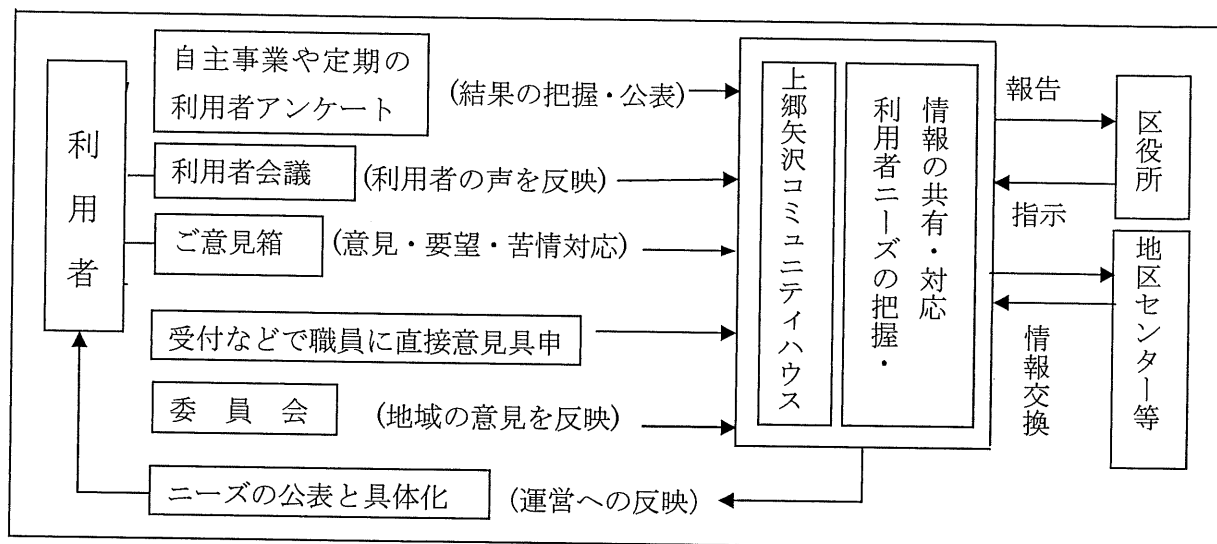 利用者
自主事業や定期の
利用者アンケート
(結果の把握・公表)
利用者会議
(利用者の声を反映)
ご意見箱
(意見・要望・苦情対応)
受付などで職員に直接意見具申
委員会
(地域の意見を反映)
ニーズの公表と具体化
(運営への反映)
上郷矢沢コミュニティハウス
情報の共有・対応
利用者ニーズの把握・
報告
指示
区役所
情報交換
地区センター等